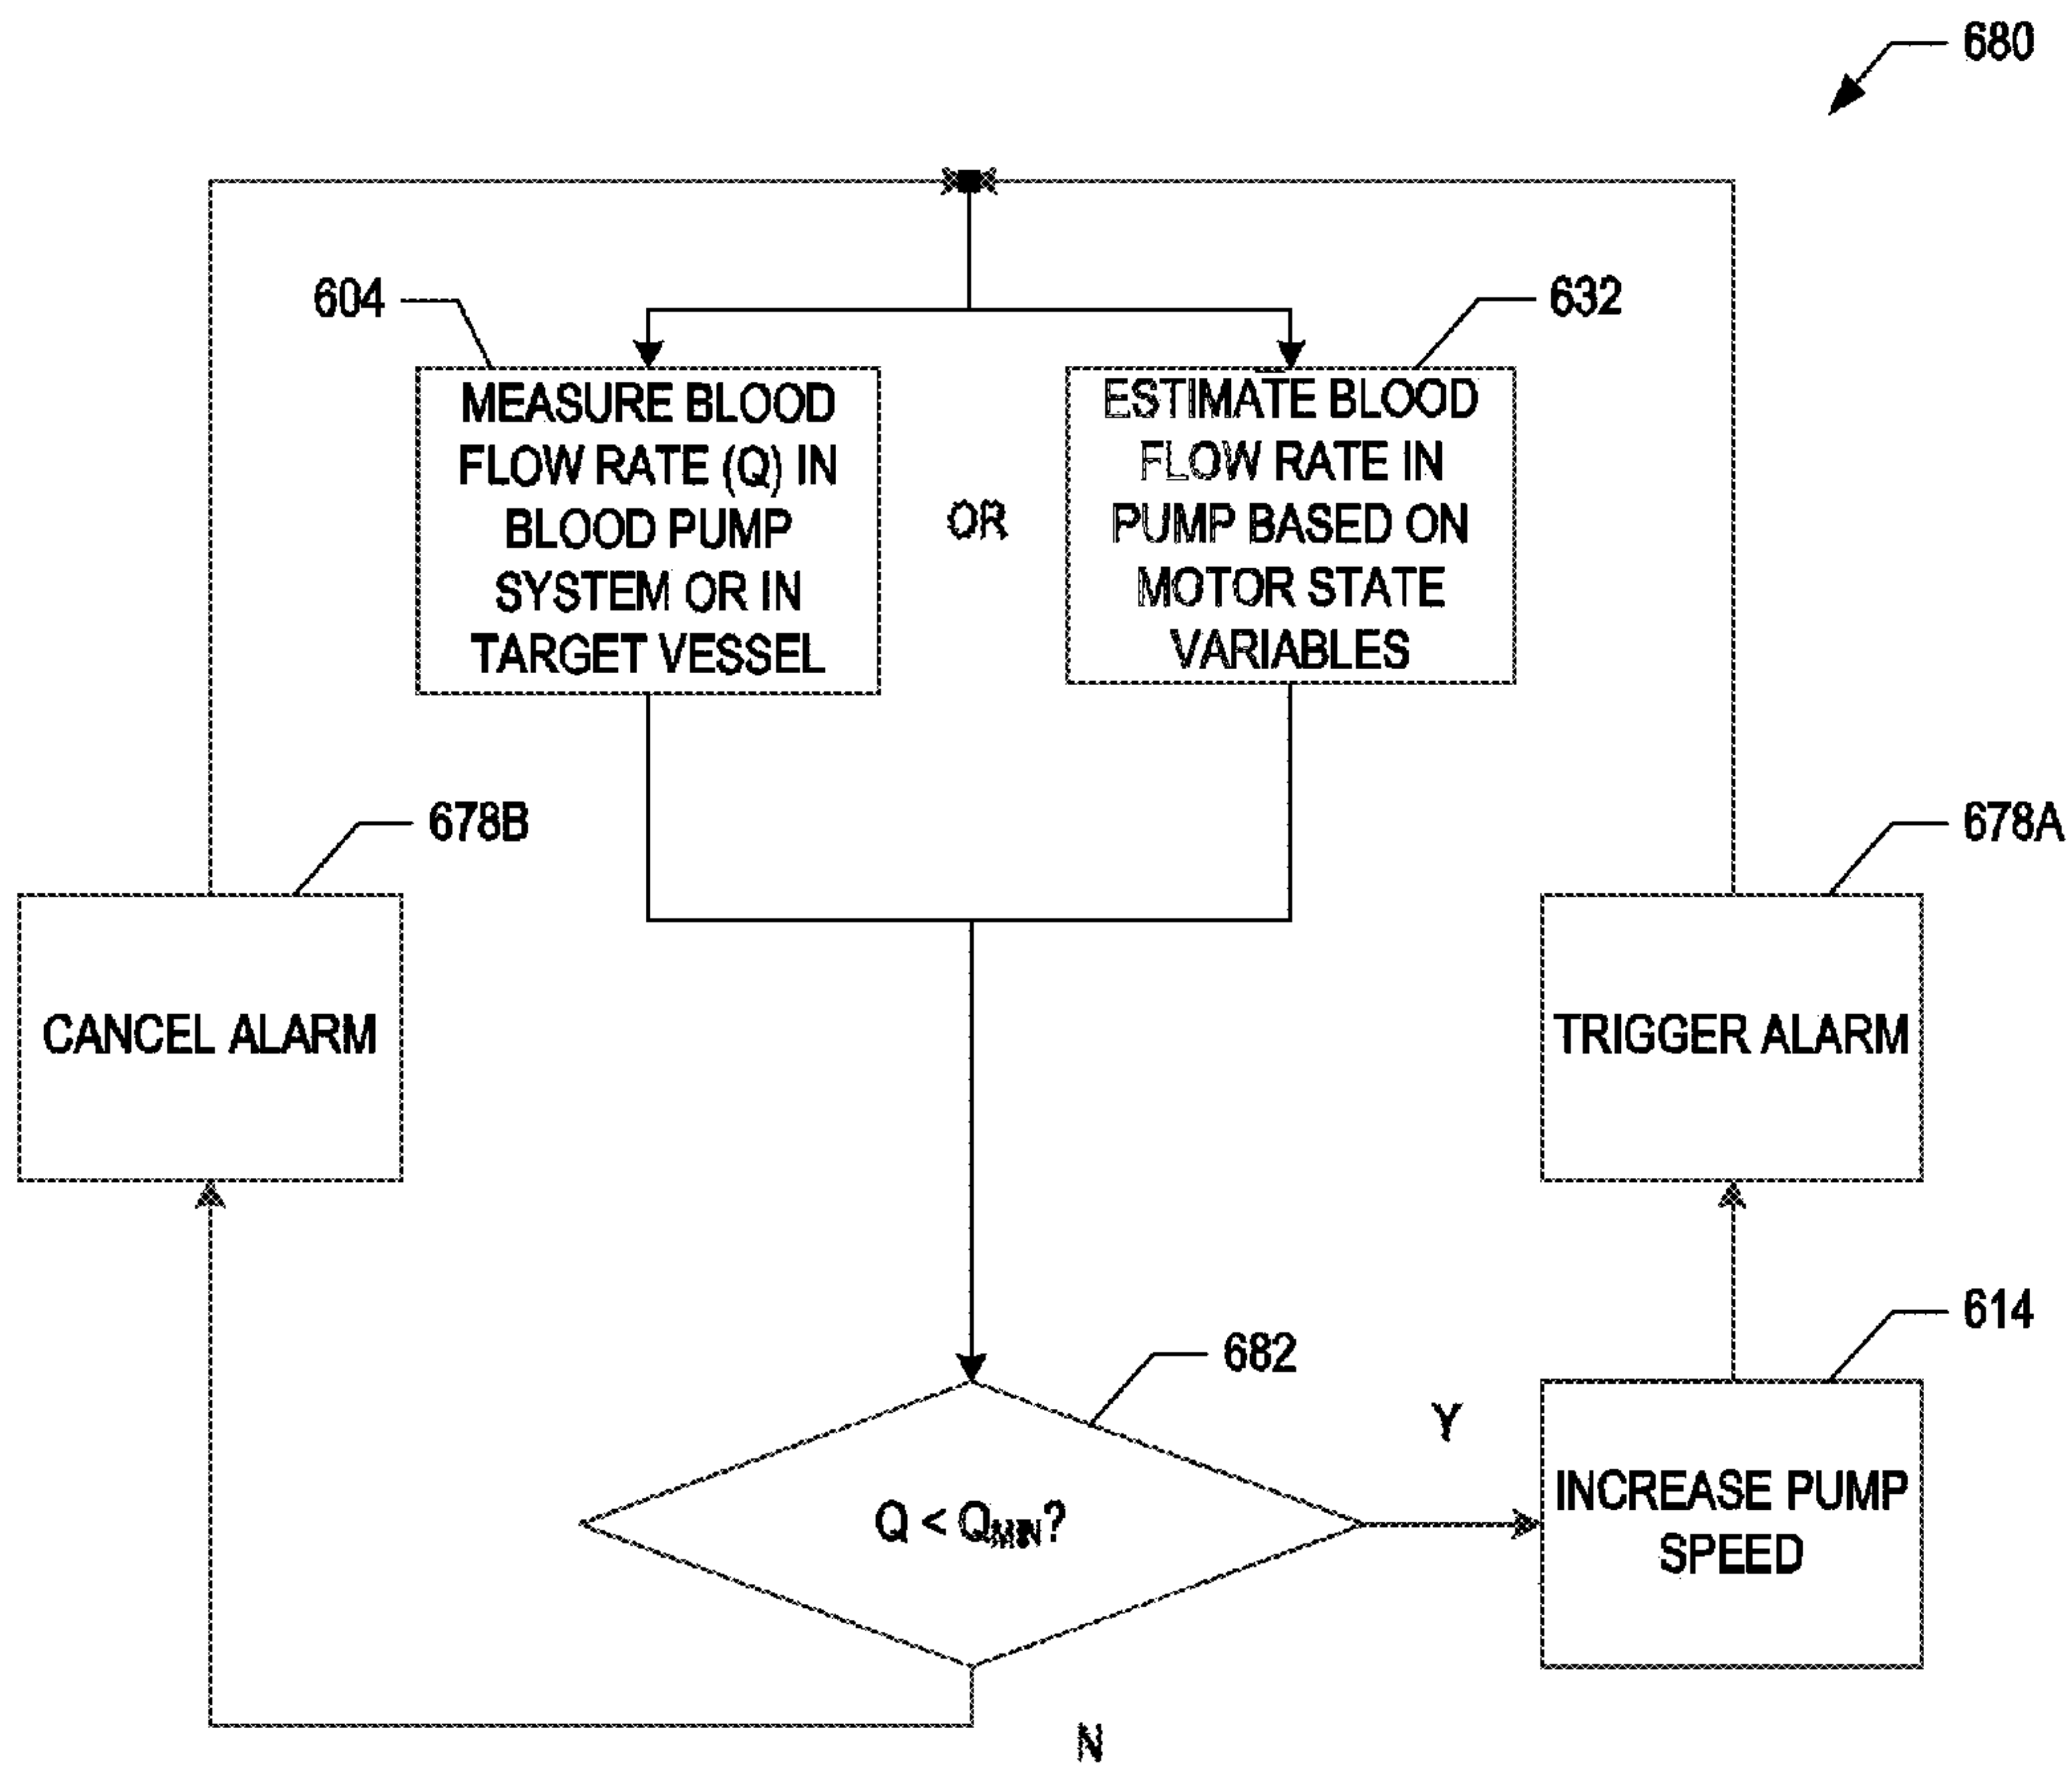 680
604
632
MEASURE BLOOD
FLOW RATE (Q) IN
BLOOD PUMP
SYSTEM OR IN
TARGET VESSEL
OR
ESTIMATE BLOOD
FLOW RATE IN
PUMP BASED ON
MOTOR STATE
VARIABLES
678B
678A
CANCEL ALARM
TRIGGER ALARM
682
614
Y
Q < QMIN?
INCREASE PUMP
SPEED
N